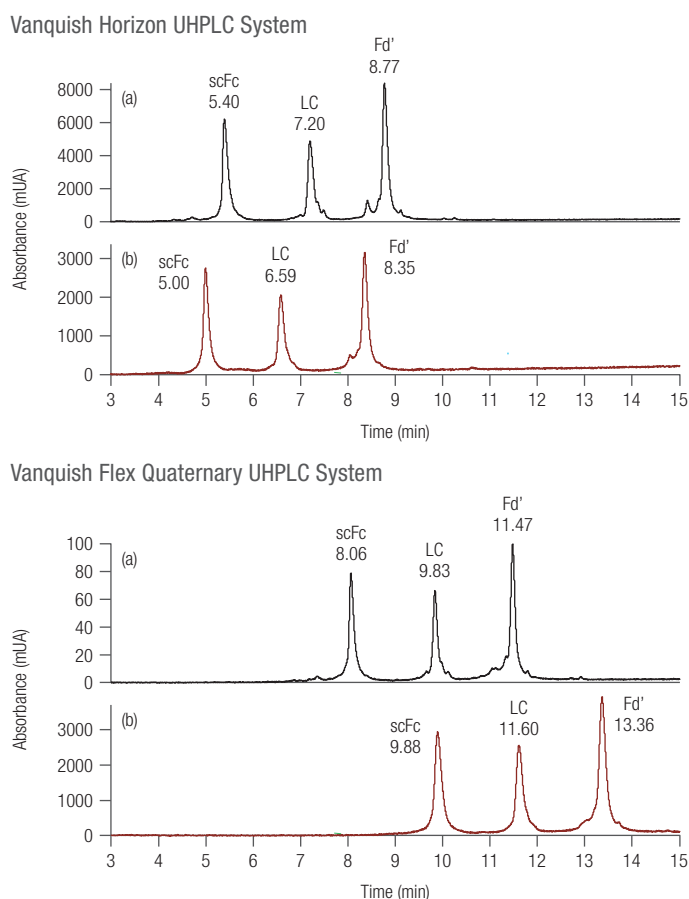 Vanquish Horizon UHPLC System
Absorbance (mUA)
(a)
8000
6000
4000
2000
0
scFc
5.40
LC
7.20
Fd’
8.77
(b)
3000
2000
1000
0
scFc
5.00
LC
6.59
Fd’
8.35
3 4 5 6 7 8 9 10 11 12 13 14 15
Time (min)
Vanquish Flex Quaternary UHPLC System
Absorbance (mUA)
(a)
100
80
60
40
20
0
scFc
8.06
LC
9.83
Fd’
11.47
(b)
3000
2000
1000
0
scFc
9.88
LC
11.60
Fd’
13.36
3 4 5 6 7 8 9 10 11 12 13 14 15
Time (min)